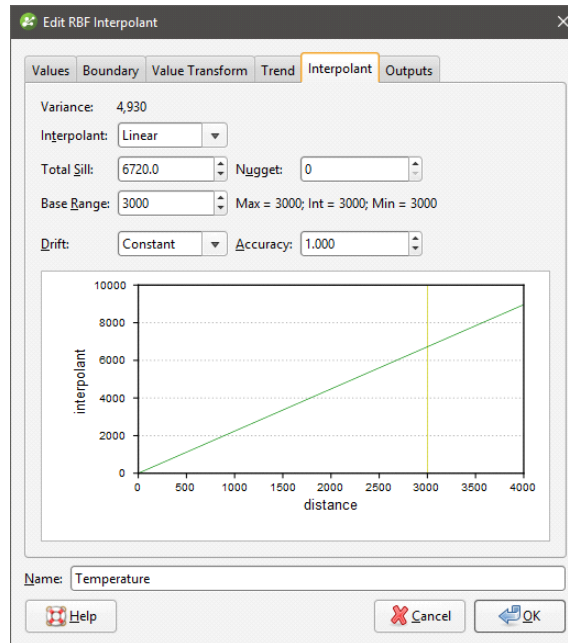 Edit RBF Interpolant
Values Boundary Value Transform Trend Interpolant Outputs
Variance: 4,930
Interpolant: Linear
Total Sill: 6720.0 Nugget: 0
Base Range: 3000 Max = 3000; Int = 3000; Min = 3000
Drift: Constant Accuracy: 1.000
10000
8000
6000
4000
2000
0
interpolant
0 500 1000 1500 2000 2500 3000 3500 4000
distance
Name: Temperature
Help Cancel OK